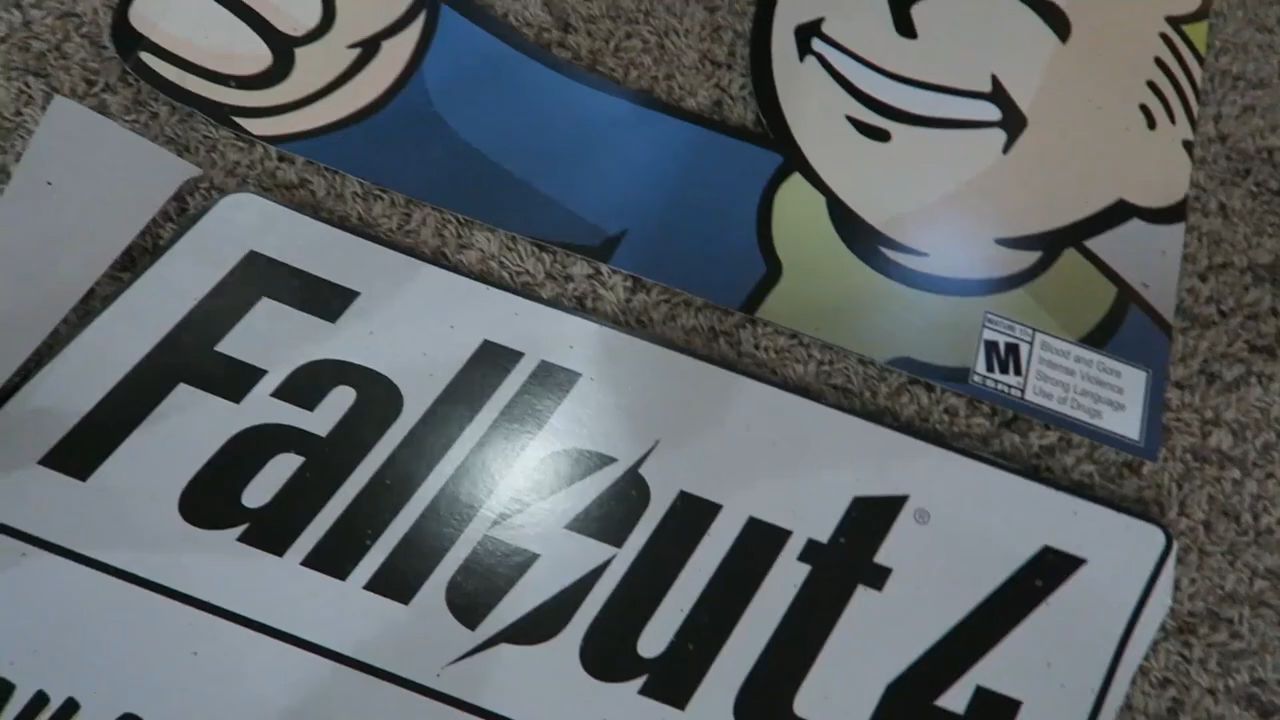 MATURE 17+
M
ESRB
Blood and Gore
Intense Violence
Strong Language
Use of Drugs
Fallout 4
®